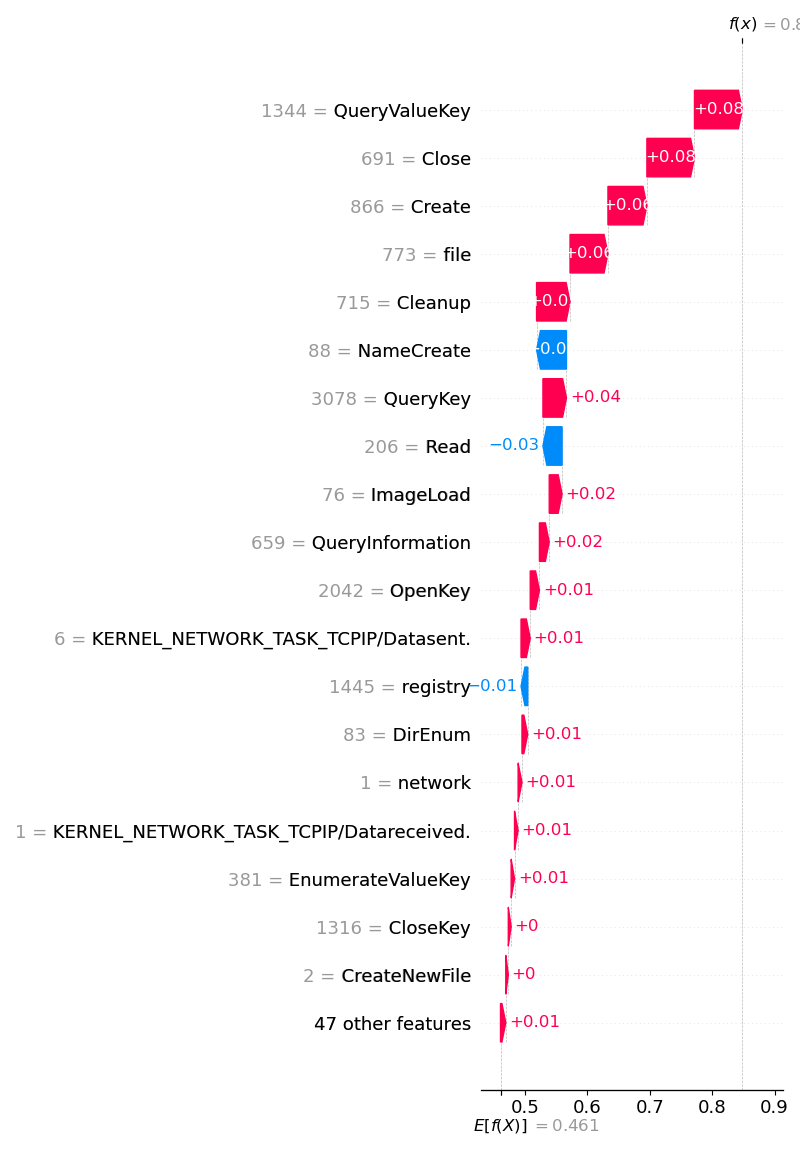 f(x) = 0.8
1344 = QueryValueKey +0.08
691 = Close +0.08
866 = Create +0.06
773 = file +0.06
715 = Cleanup +0.0
88 = NameCreate −0.0
3078 = QueryKey +0.04
206 = Read −0.03
76 = ImageLoad +0.02
659 = QueryInformation +0.02
2042 = OpenKey +0.01
6 = KERNEL_NETWORK_TASK_TCPIP/Datasent. +0.01
1445 = registry −0.01
83 = DirEnum +0.01
1 = network +0.01
1 = KERNEL_NETWORK_TASK_TCPIP/Datareceived. +0.01
381 = EnumerateValueKey +0.01
1316 = CloseKey +0
2 = CreateNewFile +0
47 other features +0.01
0.5 0.6 0.7 0.8 0.9
E[f(X)] = 0.461